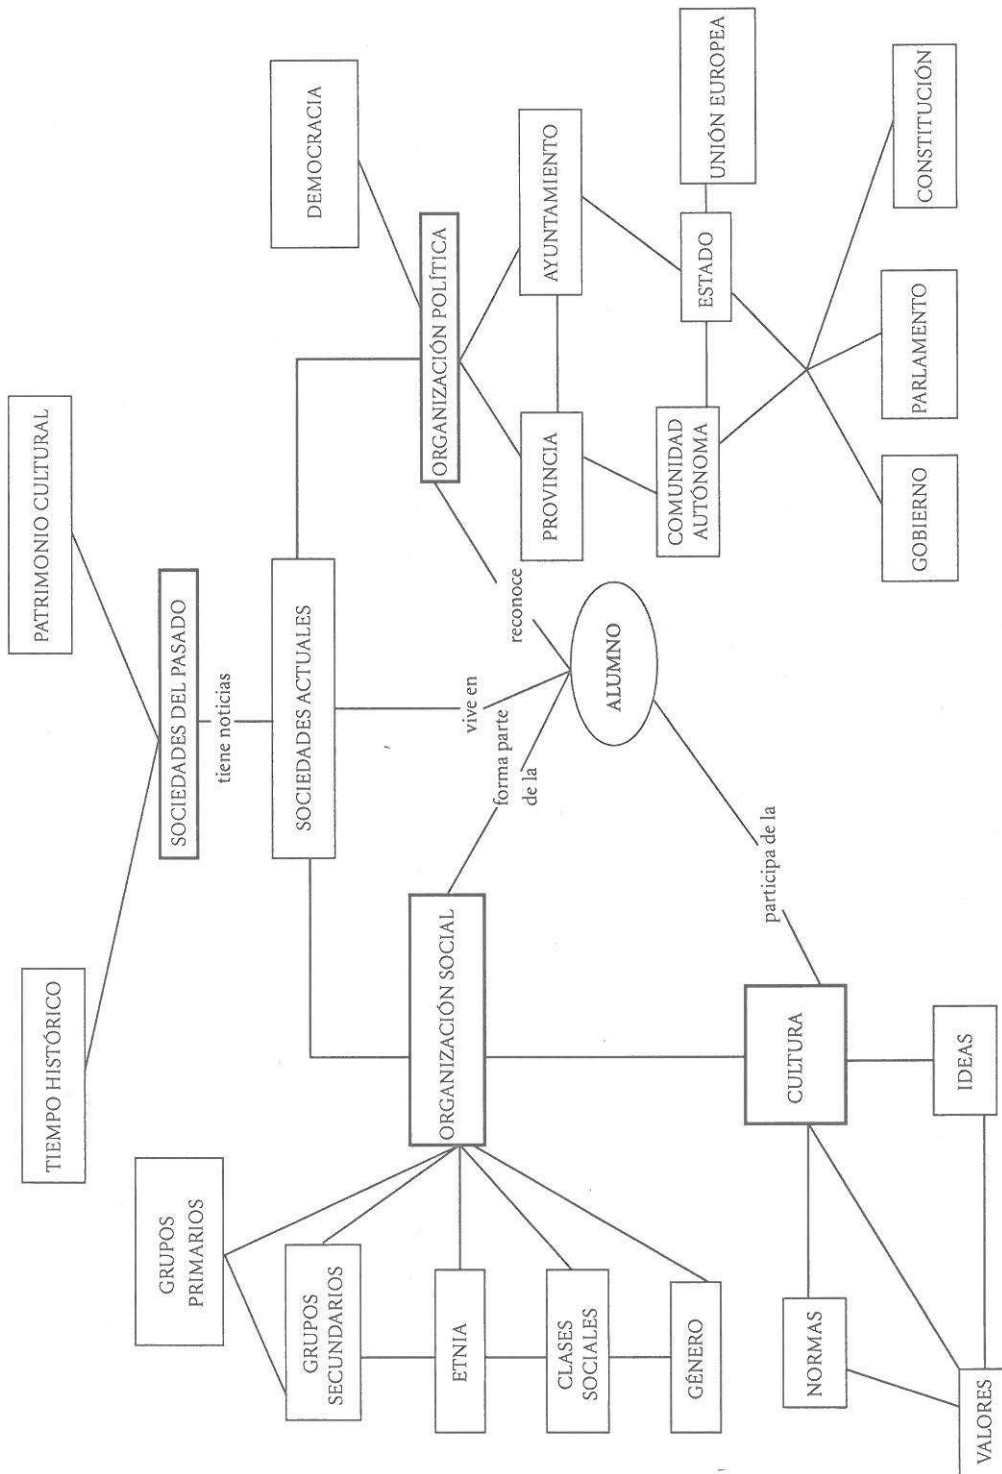 TIEMPO HISTÓRICO
PATRIMONIO CULTURAL
SOCIEDADES DEL PASADO
tiene noticias
SOCIEDADES ACTUALES
GRUPOS
PRIMARIOS
GRUPOS
SECUNDARIOS
ETNIA
CLASES
SOCIALES
GÉNERO
ORGANIZACIÓN SOCIAL
forma parte
de la
vive en
reconoce
ALUMNO
participa de la
CULTURA
NORMAS
VALORES
IDEAS
DEMOCRACIA
ORGANIZACIÓN POLÍTICA
PROVINCIA
AYUNTAMIENTO
COMUNIDAD
AUTÓNOMA
ESTADO
UNIÓN EUROPEA
GOBIERNO
PARLAMENTO
CONSTITUCIÓN